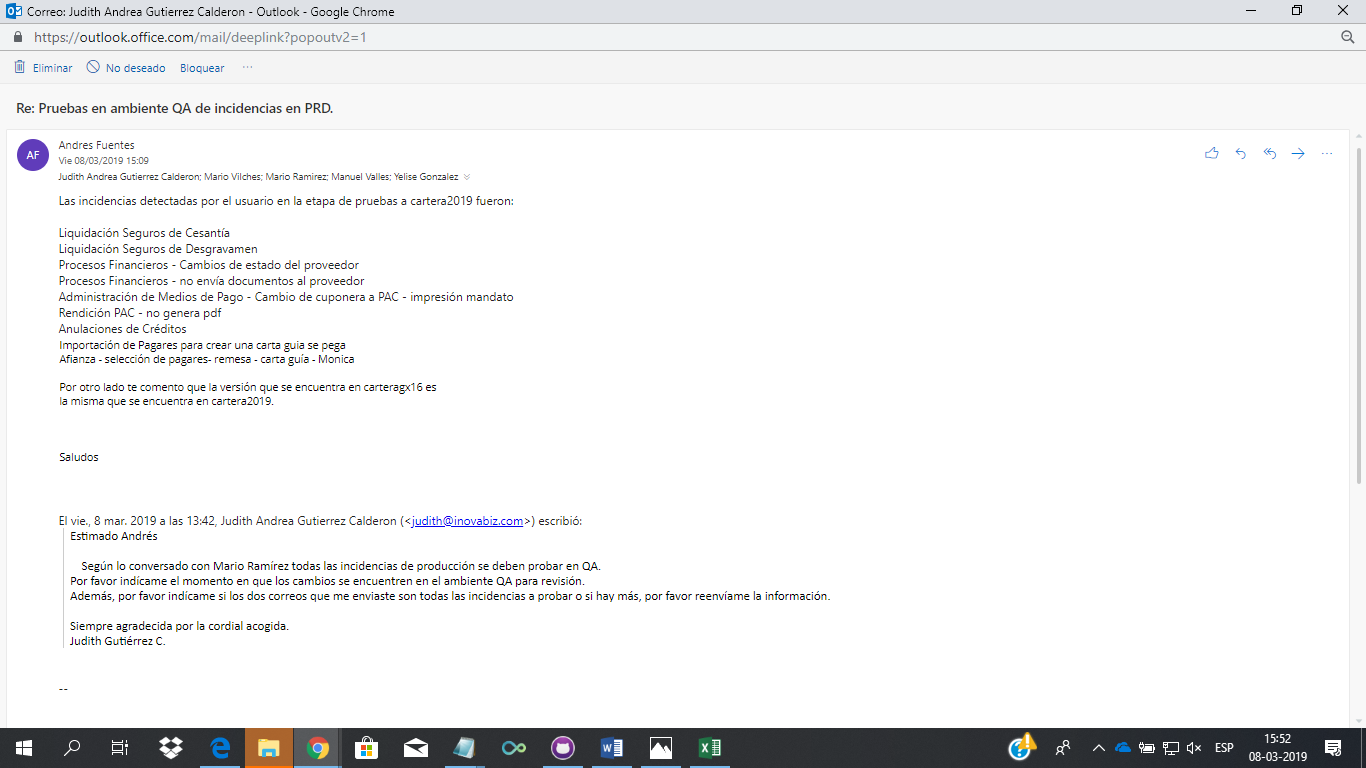 Correo: Judith Andrea Gutierrez Calderon - Outlook - Google Chrome
https://outlook.office.com/mail/deeplink?popoutv2=1
Eliminar No deseado Bloquear ...
Re: Pruebas en ambiente QA de incidencias en PRD.
AF
Andres Fuentes
Vie 08/03/2019 15:09
Judith Andrea Gutierrez Calderon; Mario Vilches; Mario Ramirez; Manuel Valles; Yelise Gonzalez
Las incidencias detectadas por el usuario en la etapa de pruebas a cartera2019 fueron:
Liquidación Seguros de Cesantía
Liquidación Seguros de Desgravamen
Procesos Financieros - Cambios de estado del proveedor
Procesos Financieros - no envía documentos al proveedor
Administración de Medios de Pago - Cambio de cuponera a PAC - impresión mandato
Rendición PAC - no genera pdf
Anulaciones de Créditos
Importación de Pagares para crear una carta guia se pega
Afianza - selección de pagares- remesa - carta guía - Monica
Por otro lado te comento que la versión que se encuentra en carteragx16 es
la misma que se encuentra en cartera2019.
Saludos
El vie., 8 mar. 2019 a las 13:42, Judith Andrea Gutierrez Calderon (<judith@inovabiz.com>) escribió:
Estimado Andrés
Según lo conversado con Mario Ramírez todas las incidencias de producción se deben probar en QA.
Por favor indícame el momento en que los cambios se encuentren en el ambiente QA para revisión.
Además, por favor indícame si los dos correos que me enviaste son todas las incidencias a probar o si hay más, por favor reenvíame la información.
Siempre agradecida por la cordial acogida.
Judith Gutiérrez C.
--
ESP
15:52
08-03-2019